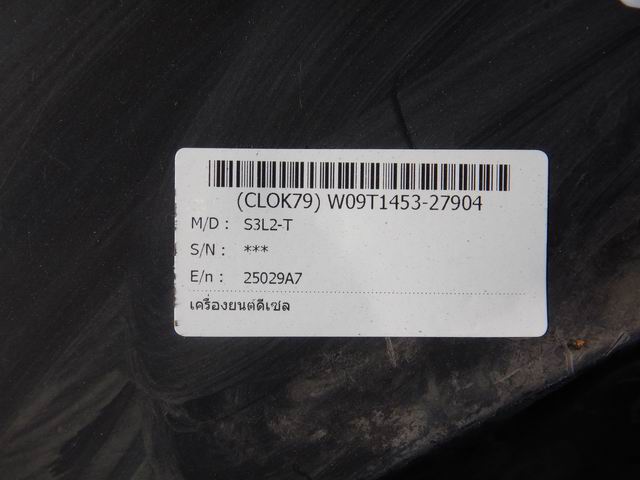 (CLOK79) W09T1453-27904
M/D : S3L2-T
S/N : ***
E/n : 25029A7
เครื่องยนต์ดีเซล